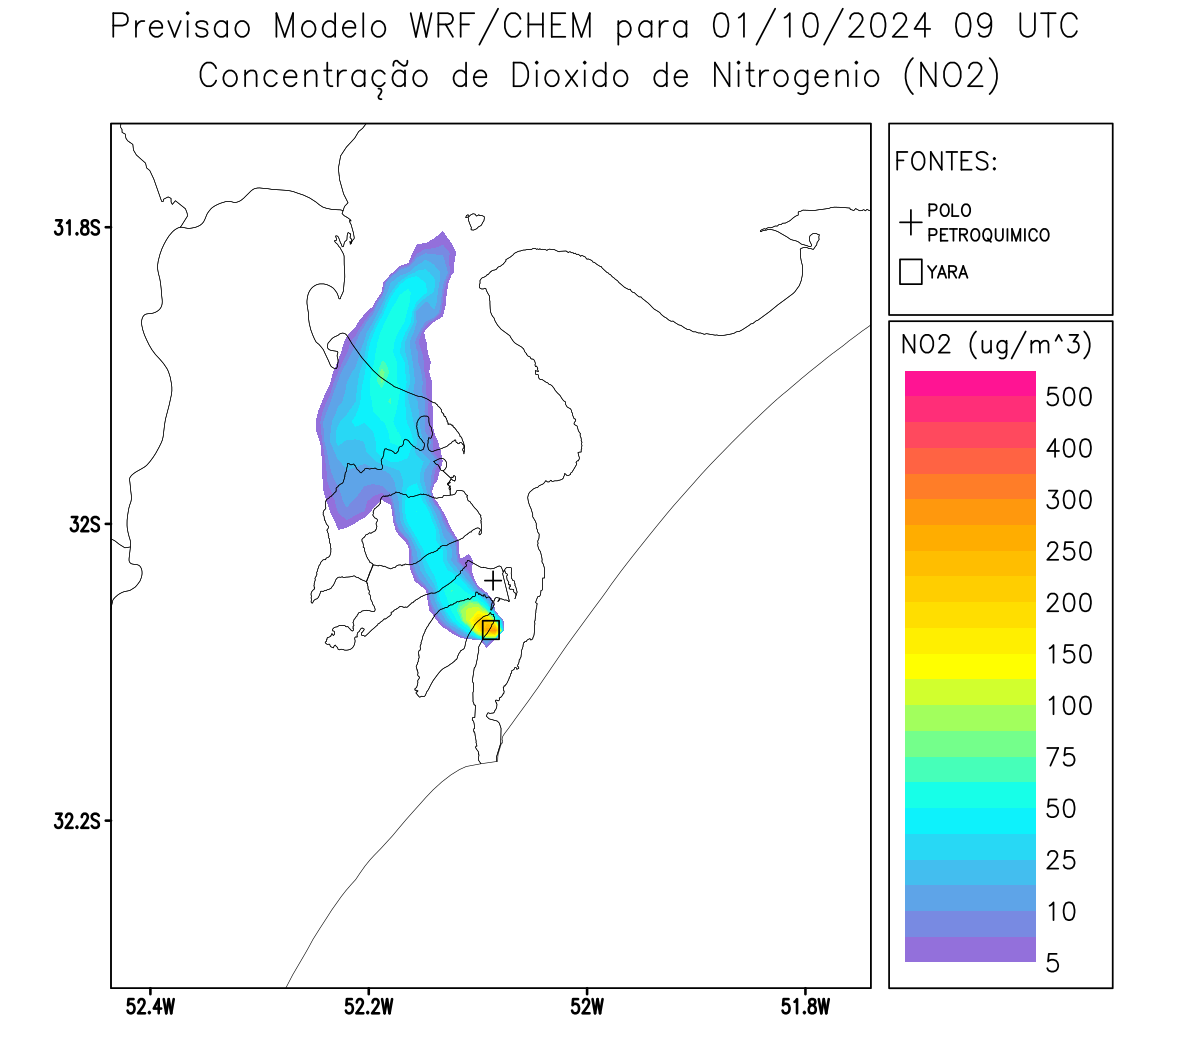 Previsao Modelo WRF/CHEM para 01/10/2024 09 UTC
Concentração de Dioxido de Nitrogenio (NO2)
FONTES:
POLO
PETROQUIMICO
YARA
NO2 (ug/m^3)
500
400
300
250
200
150
100
75
50
25
10
5
31.8S
32S
32.2S
52.4W
52.2W
52W
51.8W